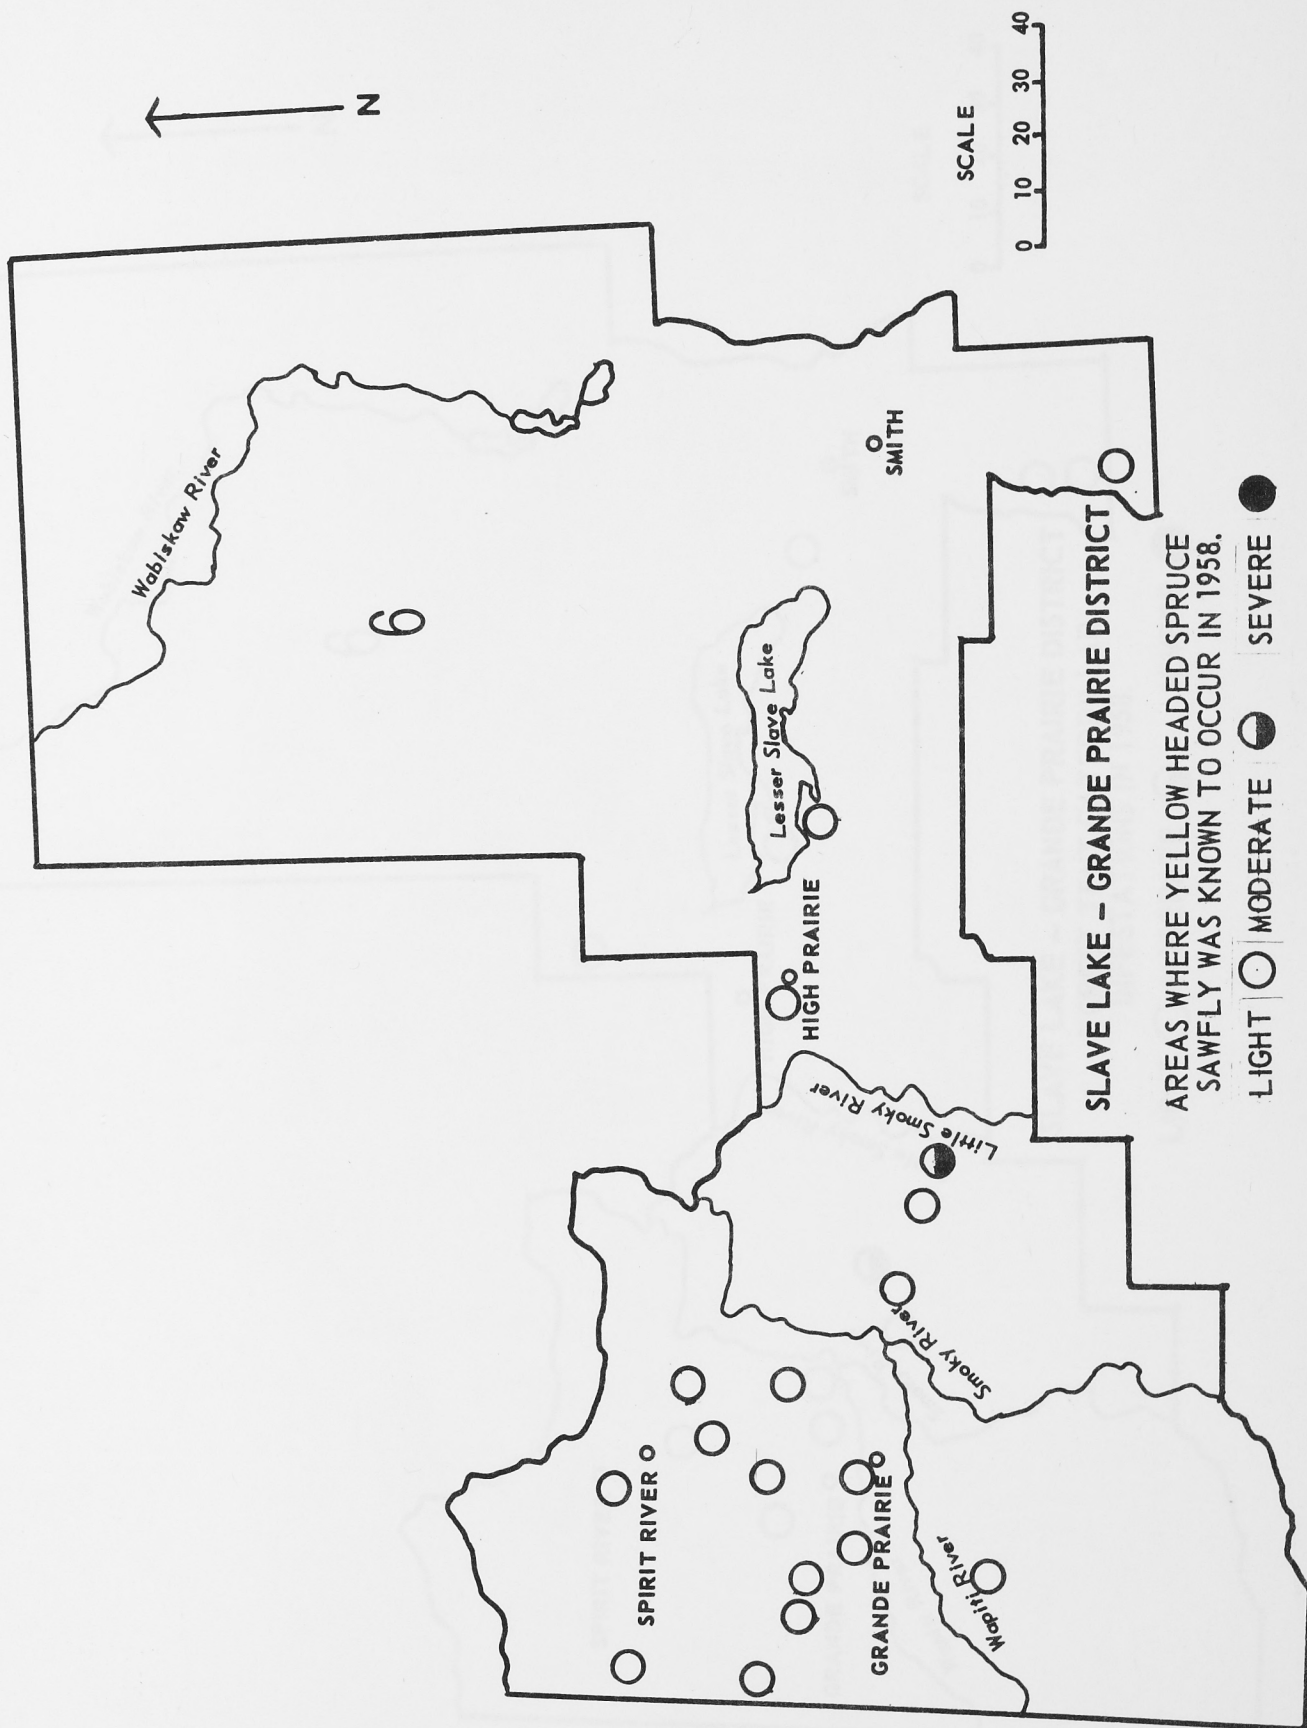 N
Wabiskaw River
9
SPIRIT RIVER
Lesser Slave Lake
HIGH PRAIRIE
SMITH
GRANDE PRAIRIE
Little Smoky River
Smoky River
Wapiti River
SCALE
0 10 20 30 40
SLAVE LAKE – GRANDE PRAIRIE DISTRICT
AREAS WHERE YELLOW HEADED SPRUCE
SAWFLY WAS KNOWN TO OCCUR IN 1958.
LIGHT MODERATE SEVERE